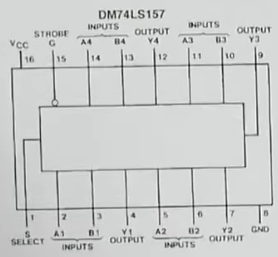 DM74LS157
INPUTS INPUTS
STROBE OUTPUT OUTPUT
VCC G A4 B4 Y4 A3 B3 Y3
16 15 14 13 12 11 10 9
1 2 3 4 5 6 7 8
S A1 B1 Y1 A2 B2 Y2 GND
SELECT INPUTS OUTPUT INPUTS OUTPUT